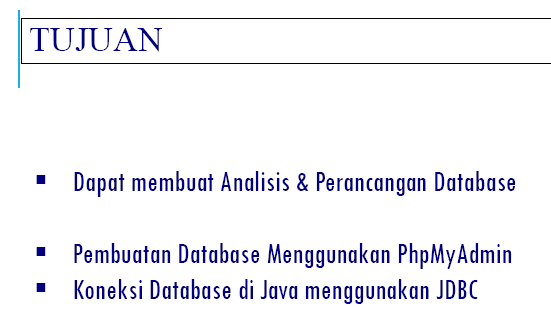 TUJUAN
▪ Dapat membuat Analisis & Perancangan Database
▪ Pembuatan Database Menggunakan PhpMyAdmin
▪ Koneksi Database di Java menggunakan JDBC